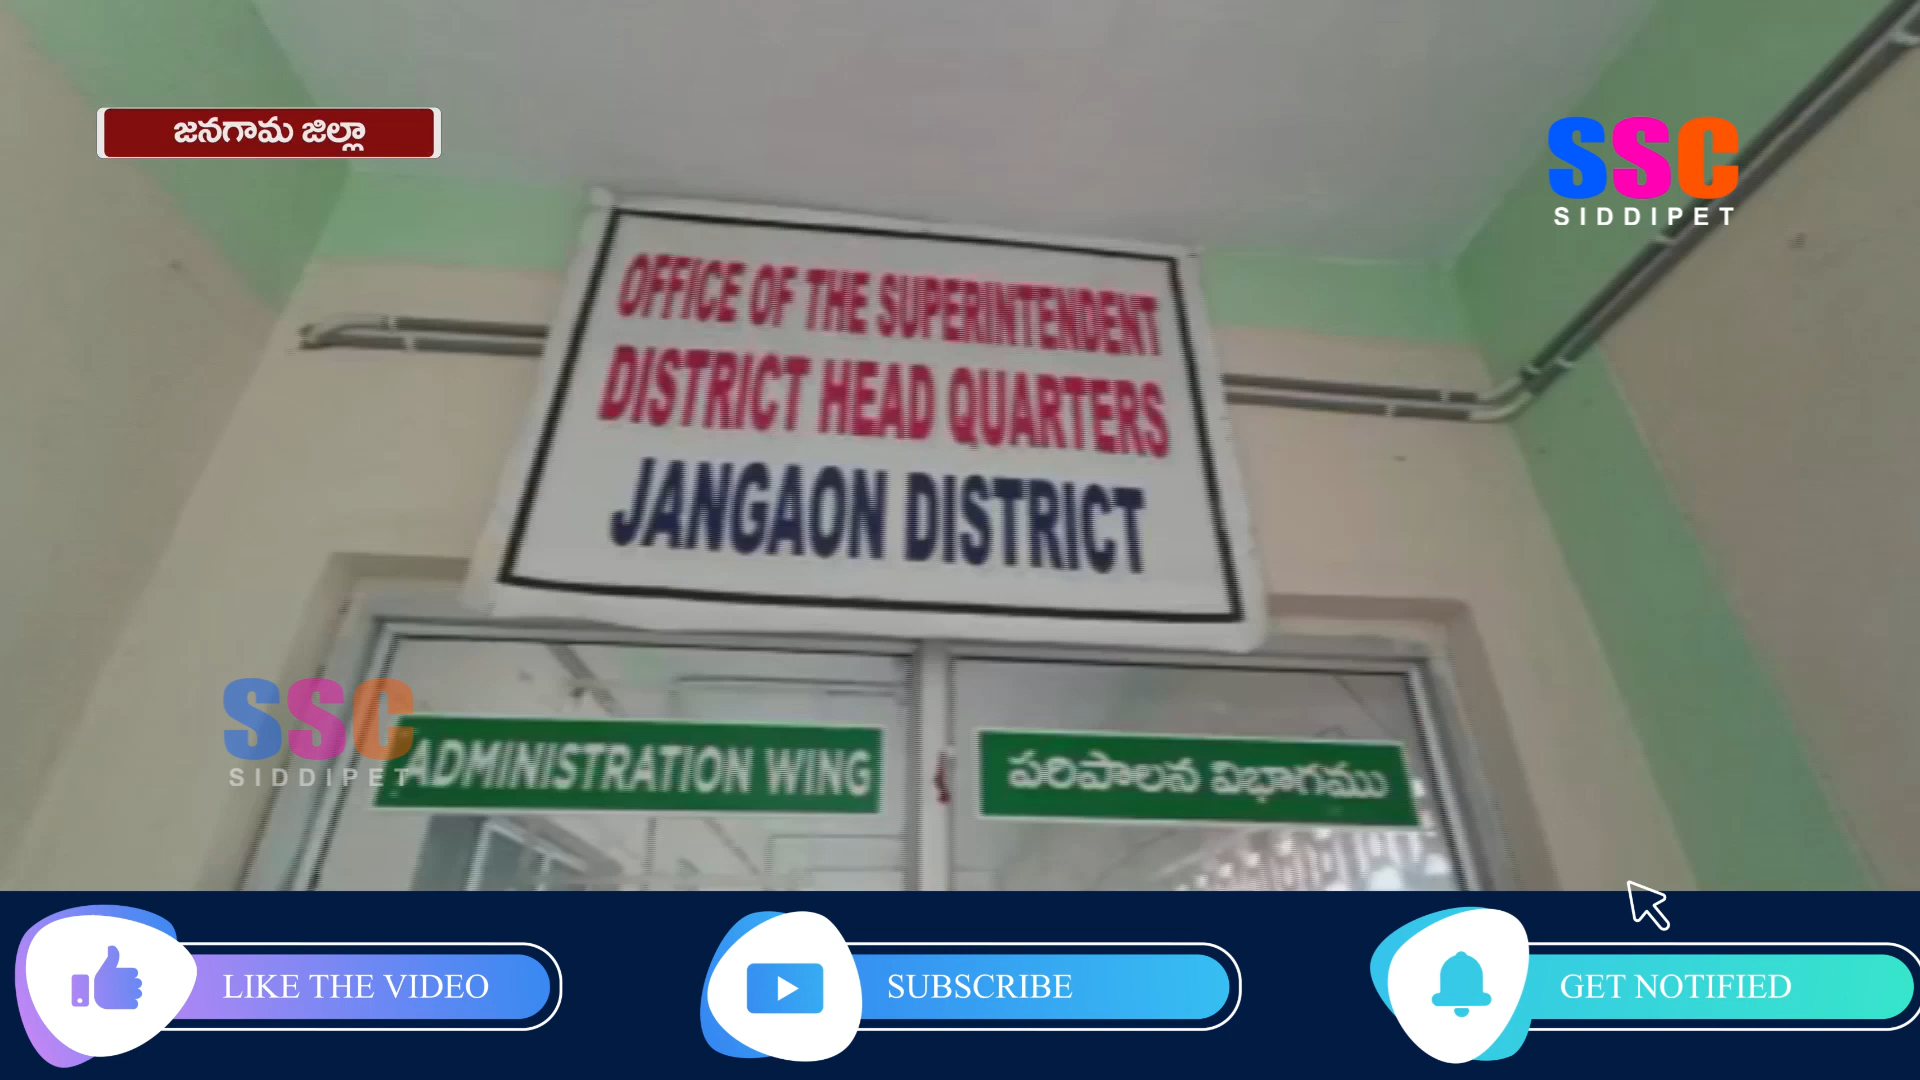 జనగామ జిల్లా
SSC
SIDDIPET
OFFICE OF THE SUPERINTENDENT
DISTRICT HEAD QUARTERS
JANGAON DISTRICT
SSC
SIDDIPET
ADMINISTRATION WING
పరిపాలన విభాగము
LIKE THE VIDEO
SUBSCRIBE
GET NOTIFIED